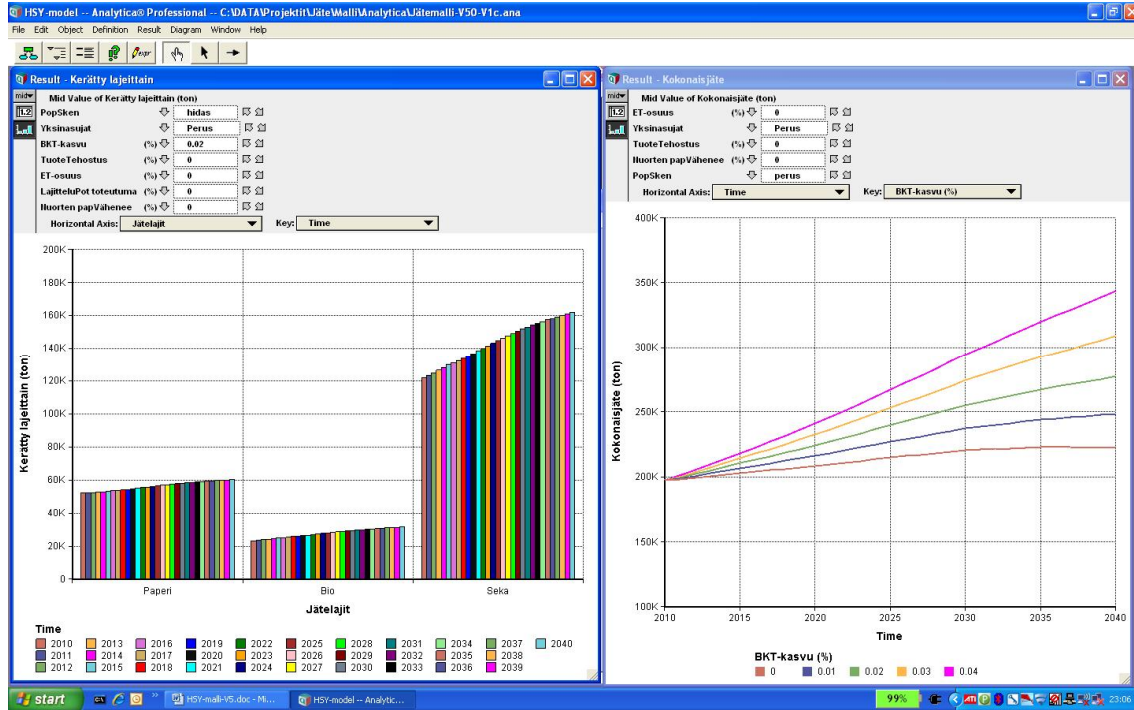 HSY-model -- Analytica® Professional -- C:\DATA\Projektit\Jäte\Malli\Analytica\Jätemalli-V50-V1c.ana
File Edit Object Definition Result Diagram Window Help
expr
Result - Kerätty lajeittain
mid
Mid Value of Kerätty lajeittain (ton)
1.2
PopSken hidas
Yksinasujat Perus
BKT-kasvu (%) 0.02
TuoteTehostus (%) 0
ET-osuus (%) 0
LajitteluPot toteutuma (%) 0
Nuorten papVähenee (%) 0
Horizontal Axis: Jätelajit Key: Time
200K
180K
160K
140K
120K
100K
80K
60K
40K
20K
0
Kerätty lajeittain (ton)
Paperi Bio Seka
Jätelajit
Time
2010 2013 2016 2019 2022 2025 2028 2031 2034 2037 2040
2011 2014 2017 2020 2023 2026 2029 2032 2035 2038
2012 2015 2018 2021 2024 2027 2030 2033 2036 2039
Result - Kokonaisjäte
mid
Mid Value of Kokonaisjäte (ton)
1.2
ET-osuus (%) 0
Yksinasujat Perus
TuoteTehostus (%) 0
Nuorten papVähenee (%) 0
PopSken perus
Horizontal Axis: Time Key: BKT-kasvu (%)
400K
350K
300K
250K
200K
150K
100K
Kokonaisjäte (ton)
2010 2015 2020 2025 2030 2035 2040
Time
BKT-kasvu (%)
0 0.01 0.02 0.03 0.04
start
HSY-malli-V5.doc - Mi...
HSY-model -- Analytic...
99%
23:06